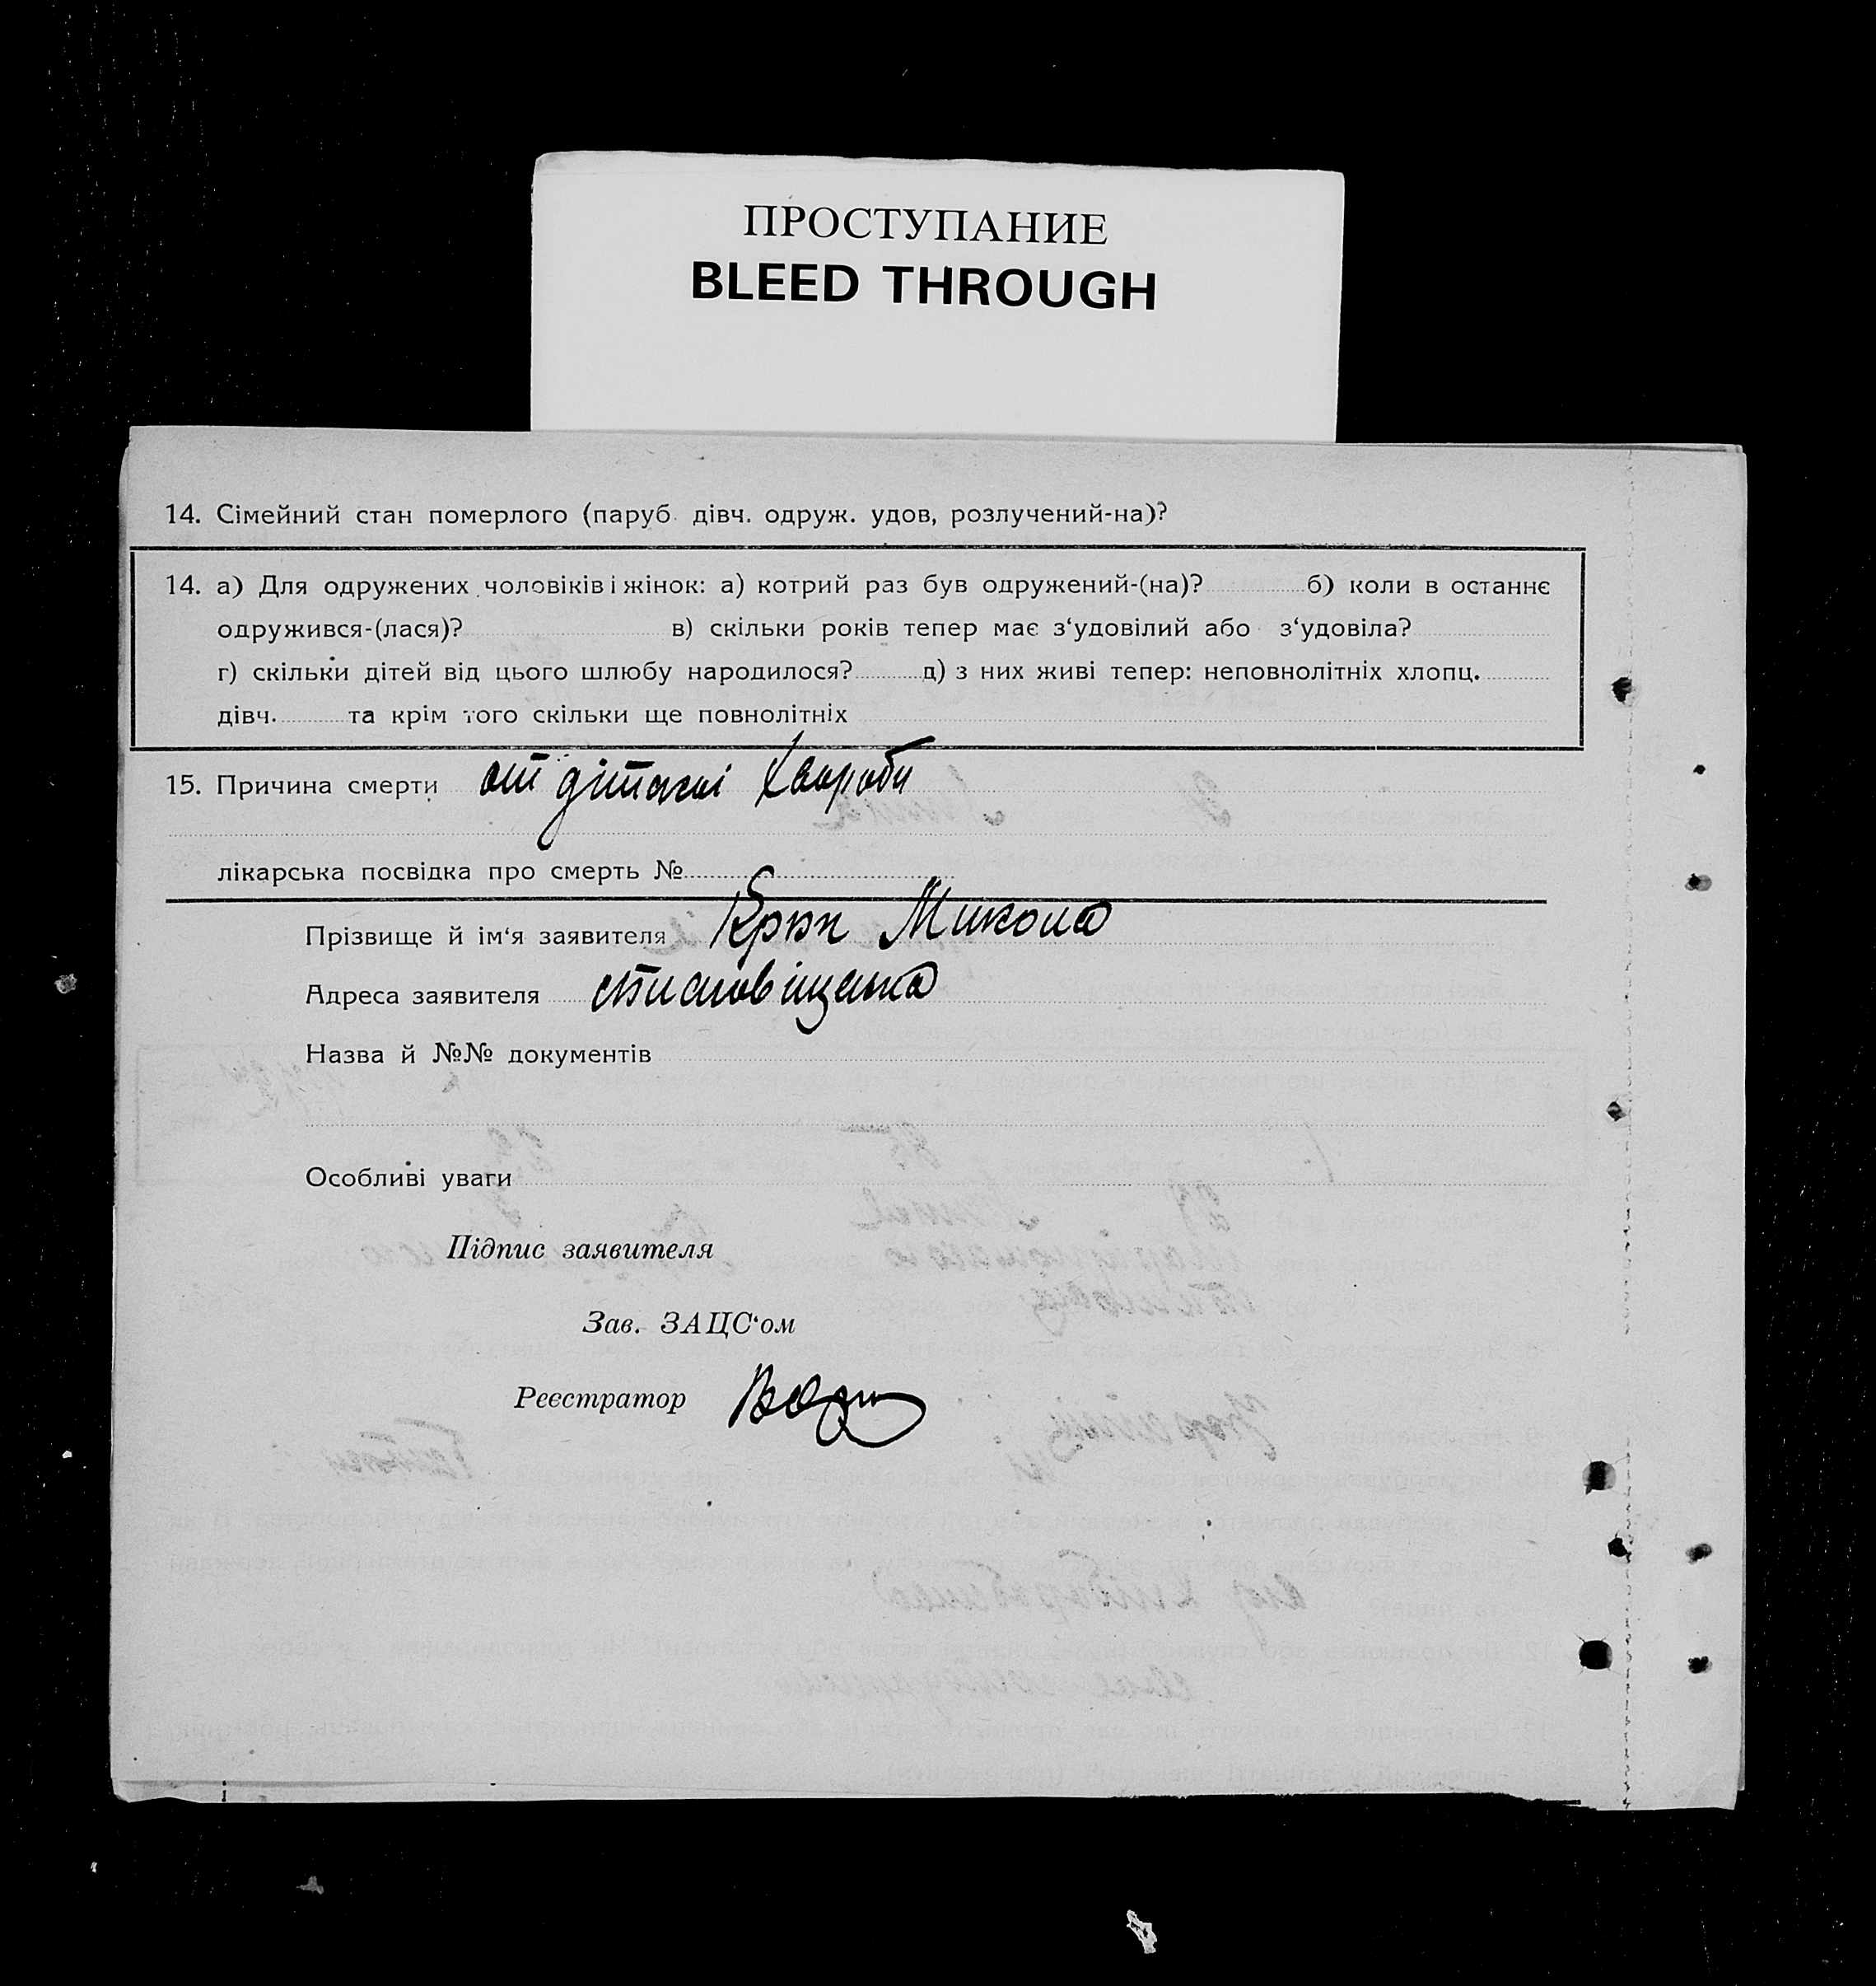 ПРОСТУПАНИЕ
BLEED THROUGH
14. Сімейний стан померлого (паруб. дівч. одруж. удов, розлучений-на)?
14. а) Для одружених чоловіків і жінок: а) котрий раз був одружений-(на)? б) коли в останнє
одружився-(лася)? в) скільки років тепер має з‘удовілий або з‘удовіла?
г) скільки дітей від цього шлюбу народилося? д) з них живі тепер: неповнолітніх хлопц.
дівч. та крім того скільки ще повнолітніх
15. Причина смерти от дітячої хвороби
лікарська посвідка про смерть №
Прізвище й ім‘я заявителя Микола
Адреса заявителя
Назва й №№ документів
Особливі уваги
Підпис заявителя
Зав. ЗАЦС‘ом
Реєстратор